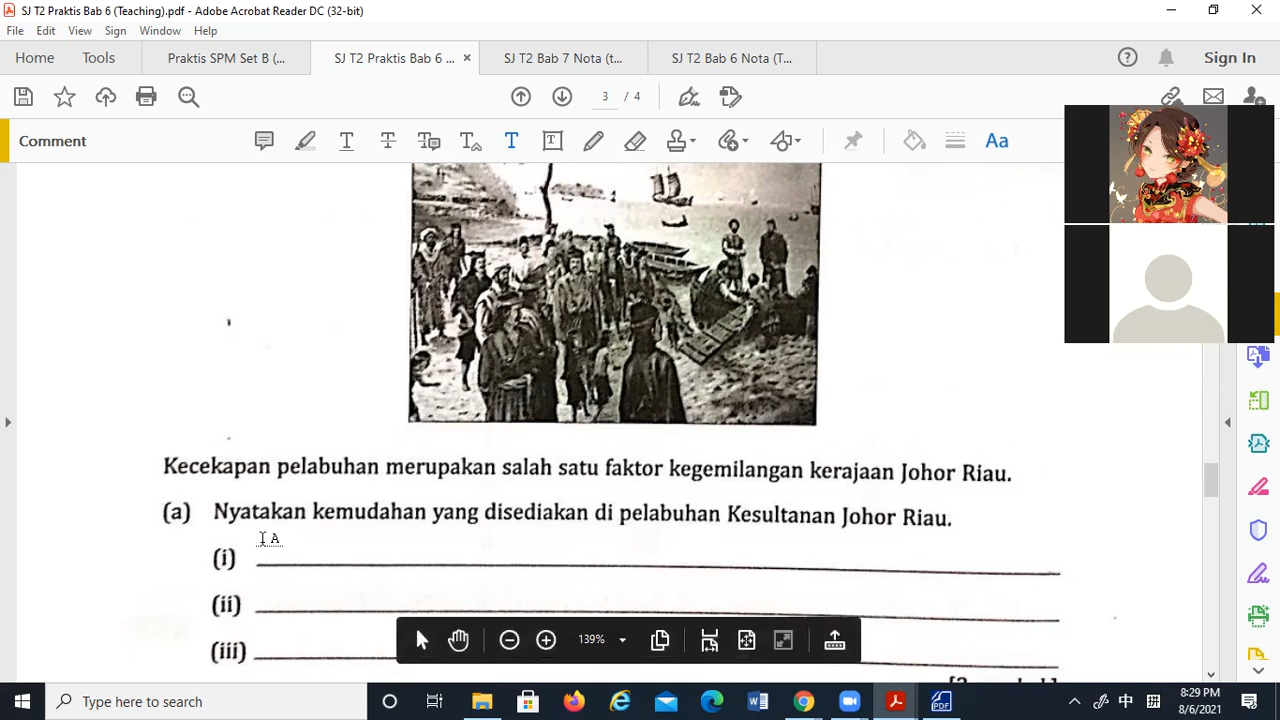 SJ T2 Praktis Bab 6 (Teaching).pdf - Adobe Acrobat Reader DC (32-bit)
File Edit View Sign Window Help
Home Tools Praktis SPM Set B (... SJ T2 Praktis Bab 6 ... × SJ T2 Bab 7 Nota (t... SJ T2 Bab 6 Nota (T... Sign In
3 / 4
Comment
Kecekapan pelabuhan merupakan salah satu faktor kegemilangan kerajaan Johor Riau.
(a) Nyatakan kemudahan yang disediakan di pelabuhan Kesultanan Johor Riau.
(i)
(ii)
(iii)
139%
Type here to search
中
8:29 PM
8/6/2021